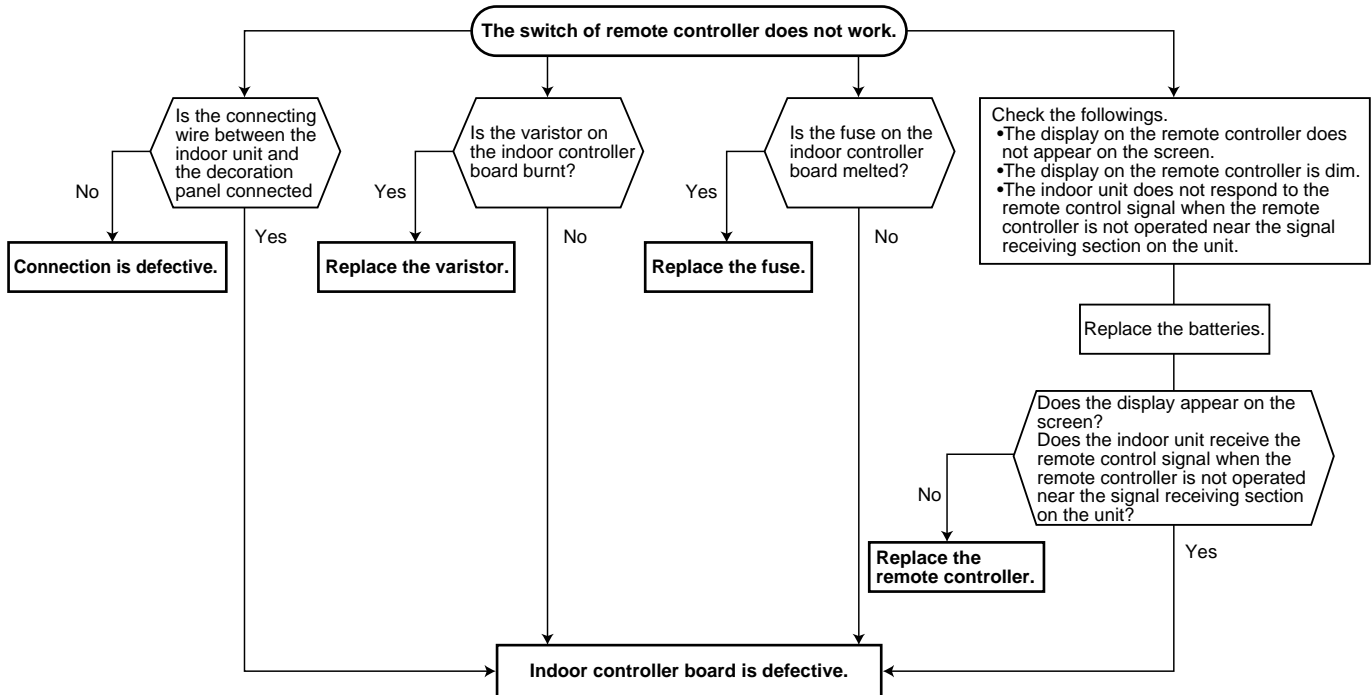 The switch of remote controller does not work.
Is the connecting
wire between the
indoor unit and
the decoration
panel connected
No
Yes
Connection is defective.
Is the varistor on
the indoor controller
board burnt?
Yes
No
Replace the varistor.
Is the fuse on the
indoor controller
board melted?
Yes
No
Replace the fuse.
Check the followings.
•The display on the remote controller does
not appear on the screen.
•The display on the remote controller is dim.
•The indoor unit does not respond to the
remote control signal when the remote
controller is not operated near the signal
receiving section on the unit.
Replace the batteries.
Does the display appear on the
screen?
Does the indoor unit receive the
remote control signal when the
remote controller is not operated
near the signal receiving section
on the unit?
No
Yes
Replace the
remote controller.
Indoor controller board is defective.